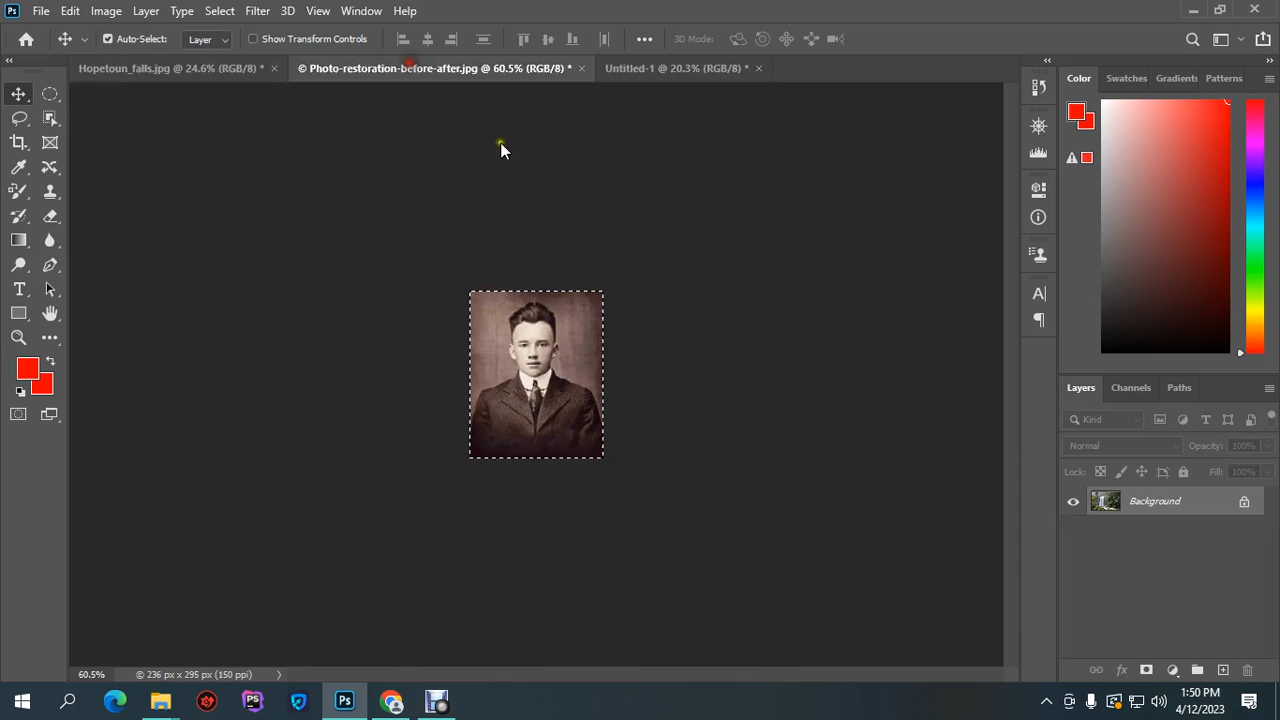 Ps File Edit Image Layer Type Select Filter 3D View Window Help
Auto-Select: Layer Show Transform Controls 3D Mode:
Hopetoun_falls.jpg @ 24.6% (RGB/8) * × © Photo-restoration-before-after.jpg @ 60.5% (RGB/8) * × Untitled-1 @ 20.3% (RGB/8) * ×
Color Swatches Gradients Patterns
Layers Channels Paths
Kind
Normal Opacity: 100%
Lock: Fill: 100%
Background
60.5% © 236 px x 295 px (150 ppi)
PS Ps 1:50 PM
4/12/2023